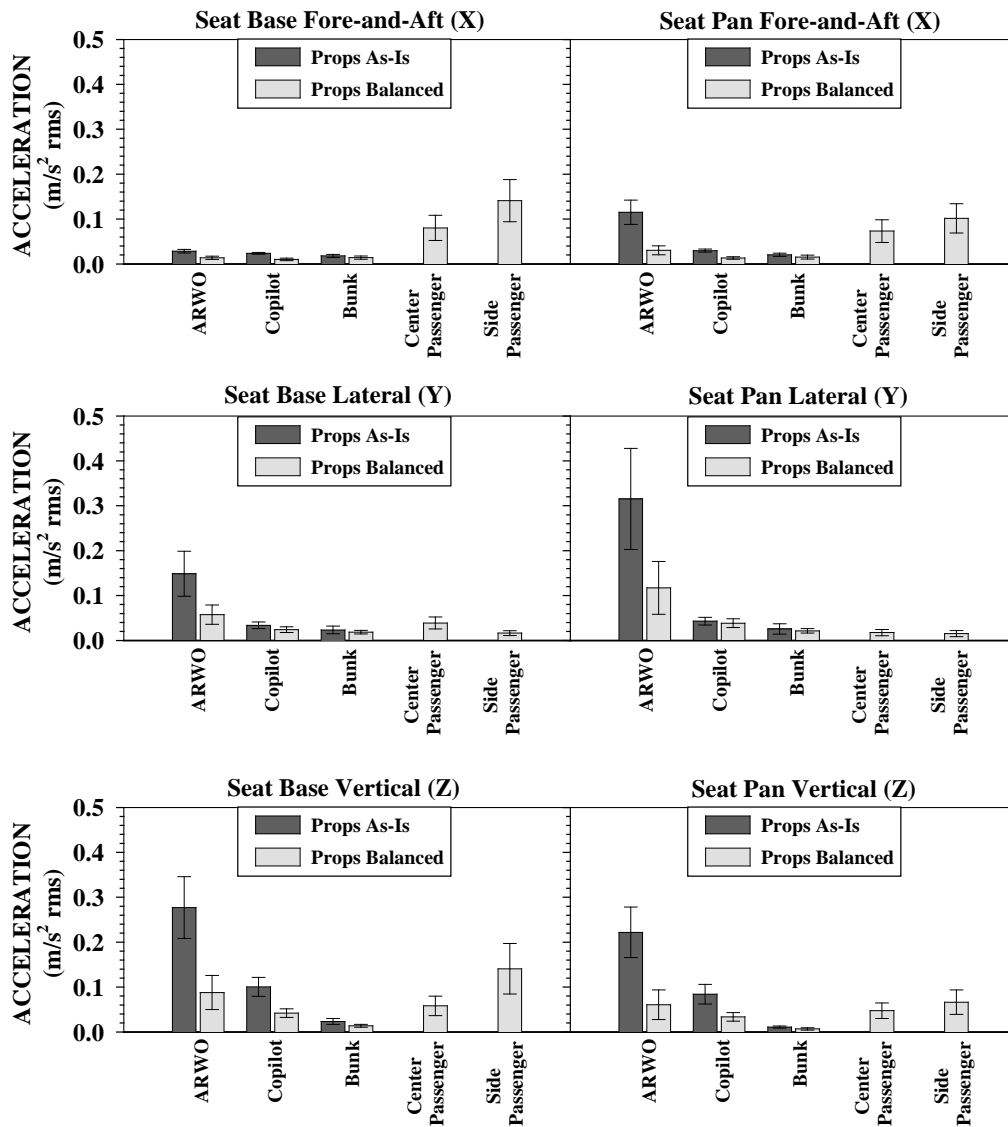 Seat Base Fore-and-Aft (X)
Seat Pan Fore-and-Aft (X)
ACCELERATION
(m/s² rms)
0.5
0.4
0.3
0.2
0.1
0.0
Props As-Is
Props Balanced
Props As-Is
Props Balanced
ARWO
Copilot
Bunk
Center
Passenger
Side
Passenger
ARWO
Copilot
Bunk
Center
Passenger
Side
Passenger
Seat Base Lateral (Y)
Seat Pan Lateral (Y)
ACCELERATION
(m/s² rms)
0.5
0.4
0.3
0.2
0.1
0.0
Props As-Is
Props Balanced
Props As-Is
Props Balanced
ARWO
Copilot
Bunk
Center
Passenger
Side
Passenger
ARWO
Copilot
Bunk
Center
Passenger
Side
Passenger
Seat Base Vertical (Z)
Seat Pan Vertical (Z)
ACCELERATION
(m/s² rms)
0.5
0.4
0.3
0.2
0.1
0.0
Props As-Is
Props Balanced
Props As-Is
Props Balanced
ARWO
Copilot
Bunk
Center
Passenger
Side
Passenger
ARWO
Copilot
Bunk
Center
Passenger
Side
Passenger